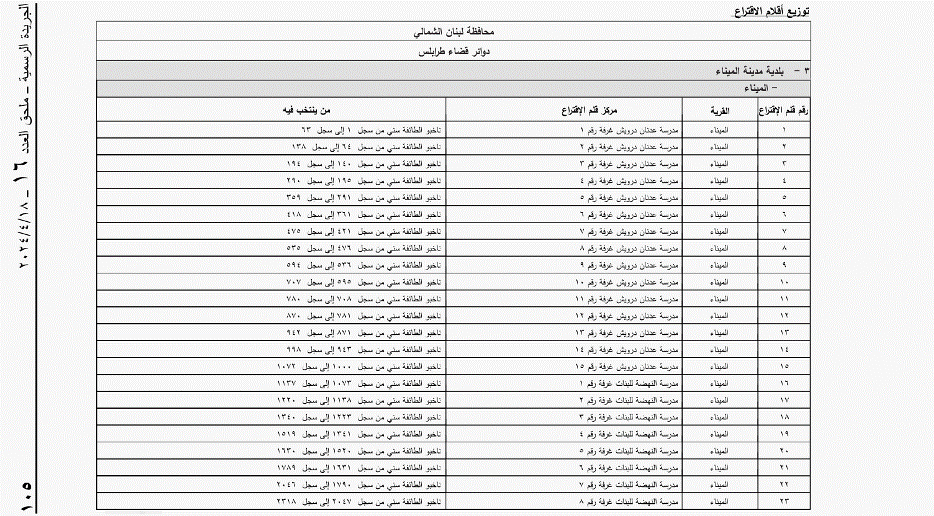 الجريدة الرسمية – ملحق العدد ١٦ – ٢٠٢٤/٤/١٨
توزيع أقلام الاقتراع
محافظة لبنان الشمالي
دوائر قضاء طرابلس
٣ – بلدية مدينة الميناء
– الميناء
رقم قلم الإقتراع القرية مركز قلم الإقتراع من ينتخب فيه
١ الميناء مدرسة عدنان درويش غرفة رقم ١ ناخبو الطائفة سني من سجل ١ إلى سجل ٦٣
٢ الميناء مدرسة عدنان درويش غرفة رقم ٢ ناخبو الطائفة سني من سجل ٦٤ إلى سجل ١٣٨
٣ الميناء مدرسة عدنان درويش غرفة رقم ٣ ناخبو الطائفة سني من سجل ١٤٠ إلى سجل ١٩٤
٤ الميناء مدرسة عدنان درويش غرفة رقم ٤ ناخبو الطائفة سني من سجل ١٩٥ إلى سجل ٢٩٠
٥ الميناء مدرسة عدنان درويش غرفة رقم ٥ ناخبو الطائفة سني من سجل ٢٩١ إلى سجل ٣٥٩
٦ الميناء مدرسة عدنان درويش غرفة رقم ٦ ناخبو الطائفة سني من سجل ٣٦١ إلى سجل ٤١٨
٧ الميناء مدرسة عدنان درويش غرفة رقم ٧ ناخبو الطائفة سني من سجل ٤٢١ إلى سجل ٤٧٥
٨ الميناء مدرسة عدنان درويش غرفة رقم ٨ ناخبو الطائفة سني من سجل ٤٧٦ إلى سجل ٥٣٥
٩ الميناء مدرسة عدنان درويش غرفة رقم ٩ ناخبو الطائفة سني من سجل ٥٣٦ إلى سجل ٥٩٤
١٠ الميناء مدرسة عدنان درويش غرفة رقم ١٠ ناخبو الطائفة سني من سجل ٥٩٥ إلى سجل ٧٠٧
١١ الميناء مدرسة عدنان درويش غرفة رقم ١١ ناخبو الطائفة سني من سجل ٧٠٨ إلى سجل ٧٨٠
١٢ الميناء مدرسة عدنان درويش غرفة رقم ١٢ ناخبو الطائفة سني من سجل ٧٨١ إلى سجل ٨٧٠
١٣ الميناء مدرسة عدنان درويش غرفة رقم ١٣ ناخبو الطائفة سني من سجل ٨٧١ إلى سجل ٩٤٢
١٤ الميناء مدرسة عدنان درويش غرفة رقم ١٤ ناخبو الطائفة سني من سجل ٩٤٣ إلى سجل ٩٩٨
١٥ الميناء مدرسة عدنان درويش غرفة رقم ١٥ ناخبو الطائفة سني من سجل ١٠٠٠ إلى سجل ١٠٧٢
١٦ الميناء مدرسة النهضة للبنات غرفة رقم ١ ناخبو الطائفة سني من سجل ١٠٧٣ إلى سجل ١١٣٧
١٧ الميناء مدرسة النهضة للبنات غرفة رقم ٢ ناخبو الطائفة سني من سجل ١١٣٨ إلى سجل ١٢٢٠
١٨ الميناء مدرسة النهضة للبنات غرفة رقم ٣ ناخبو الطائفة سني من سجل ١٢٢٣ إلى سجل ١٣٤٠
١٩ الميناء مدرسة النهضة للبنات غرفة رقم ٤ ناخبو الطائفة سني من سجل ١٣٤١ إلى سجل ١٥١٩
٢٠ الميناء مدرسة النهضة للبنات غرفة رقم ٥ ناخبو الطائفة سني من سجل ١٥٢٠ إلى سجل ١٦٣٠
٢١ الميناء مدرسة النهضة للبنات غرفة رقم ٦ ناخبو الطائفة سني من سجل ١٦٣١ إلى سجل ١٧٨٩
٢٢ الميناء مدرسة النهضة للبنات غرفة رقم ٧ ناخبو الطائفة سني من سجل ١٧٩٠ إلى سجل ٢٠٤٦
٢٣ الميناء مدرسة النهضة للبنات غرفة رقم ٨ ناخبو الطائفة سني من سجل ٢٠٤٧ إلى سجل ٢٣١٨
١٠٥